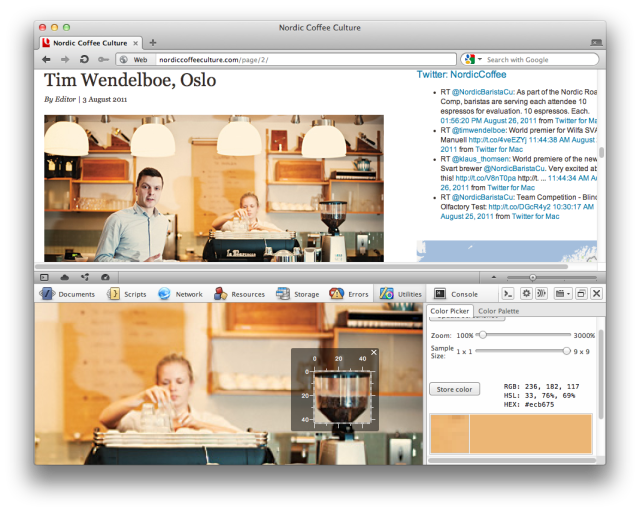 Nordic Coffee Culture
Nordic Coffee Culture
Web
nordiccoffeeculture.com/page/2/
Search with Google
Tim Wendelboe, Oslo
By Editor | 3 August 2011
Twitter: NordicCoffee
RT @NordicBaristaCu: As part of the Nordic Roa
Comp, baristas are serving each attendee 10
espressos for evaluation. 10 espressos. Each.
01:56:20 PM August 26, 2011 from Twitter for Ma
RT @timwendelboe: World premier for Wilfa SVA
Manuell http://t.co/4veEZYj 11:44:38 AM August
2011 from Twitter for Mac
RT @klaus_thomsen: World premiere of the new
Svart brewer @NordicBaristaCu. Very excited ab
this! http://t.co/V8nT0pa http://t. ... 11:44:34 AM A
26, 2011 from Twitter for Mac
RT @NordicBaristaCu: Team Competition - Blind
Olfactory Test: http://t.co/DGcR4y2 10:30:17 AM
August 25, 2011 from Twitter for Mac
Documents
Scripts
Network
Resources
Storage
Errors
Utilities
Console
Color Picker
Color Palette
Zoom:
100%
3000%
Sample
Size:
1 x 1
9 x 9
Store color
RGB: 236, 182, 117
HSL: 33, 76%, 69%
HEX: #ecb675
0
20
40
0
20
40